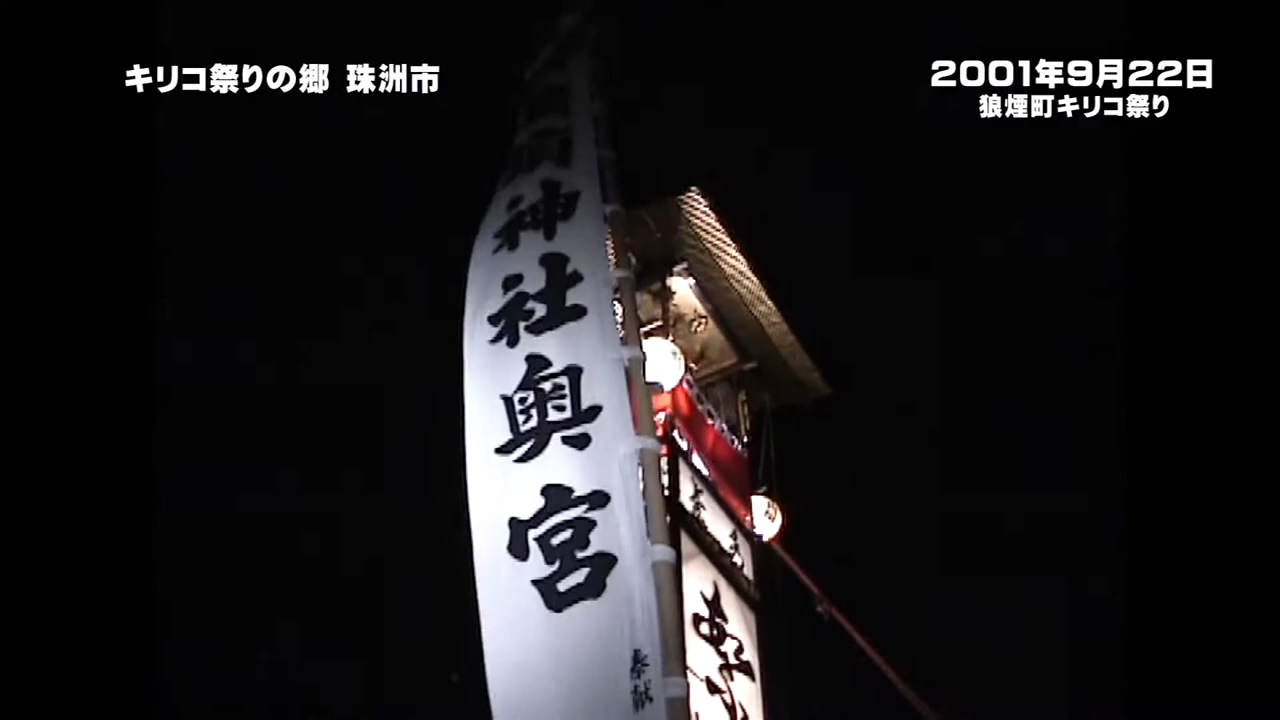 キリコ祭りの郷 珠洲市
2001年9月22日
狼煙町キリコ祭り
神社奥宮
奉献